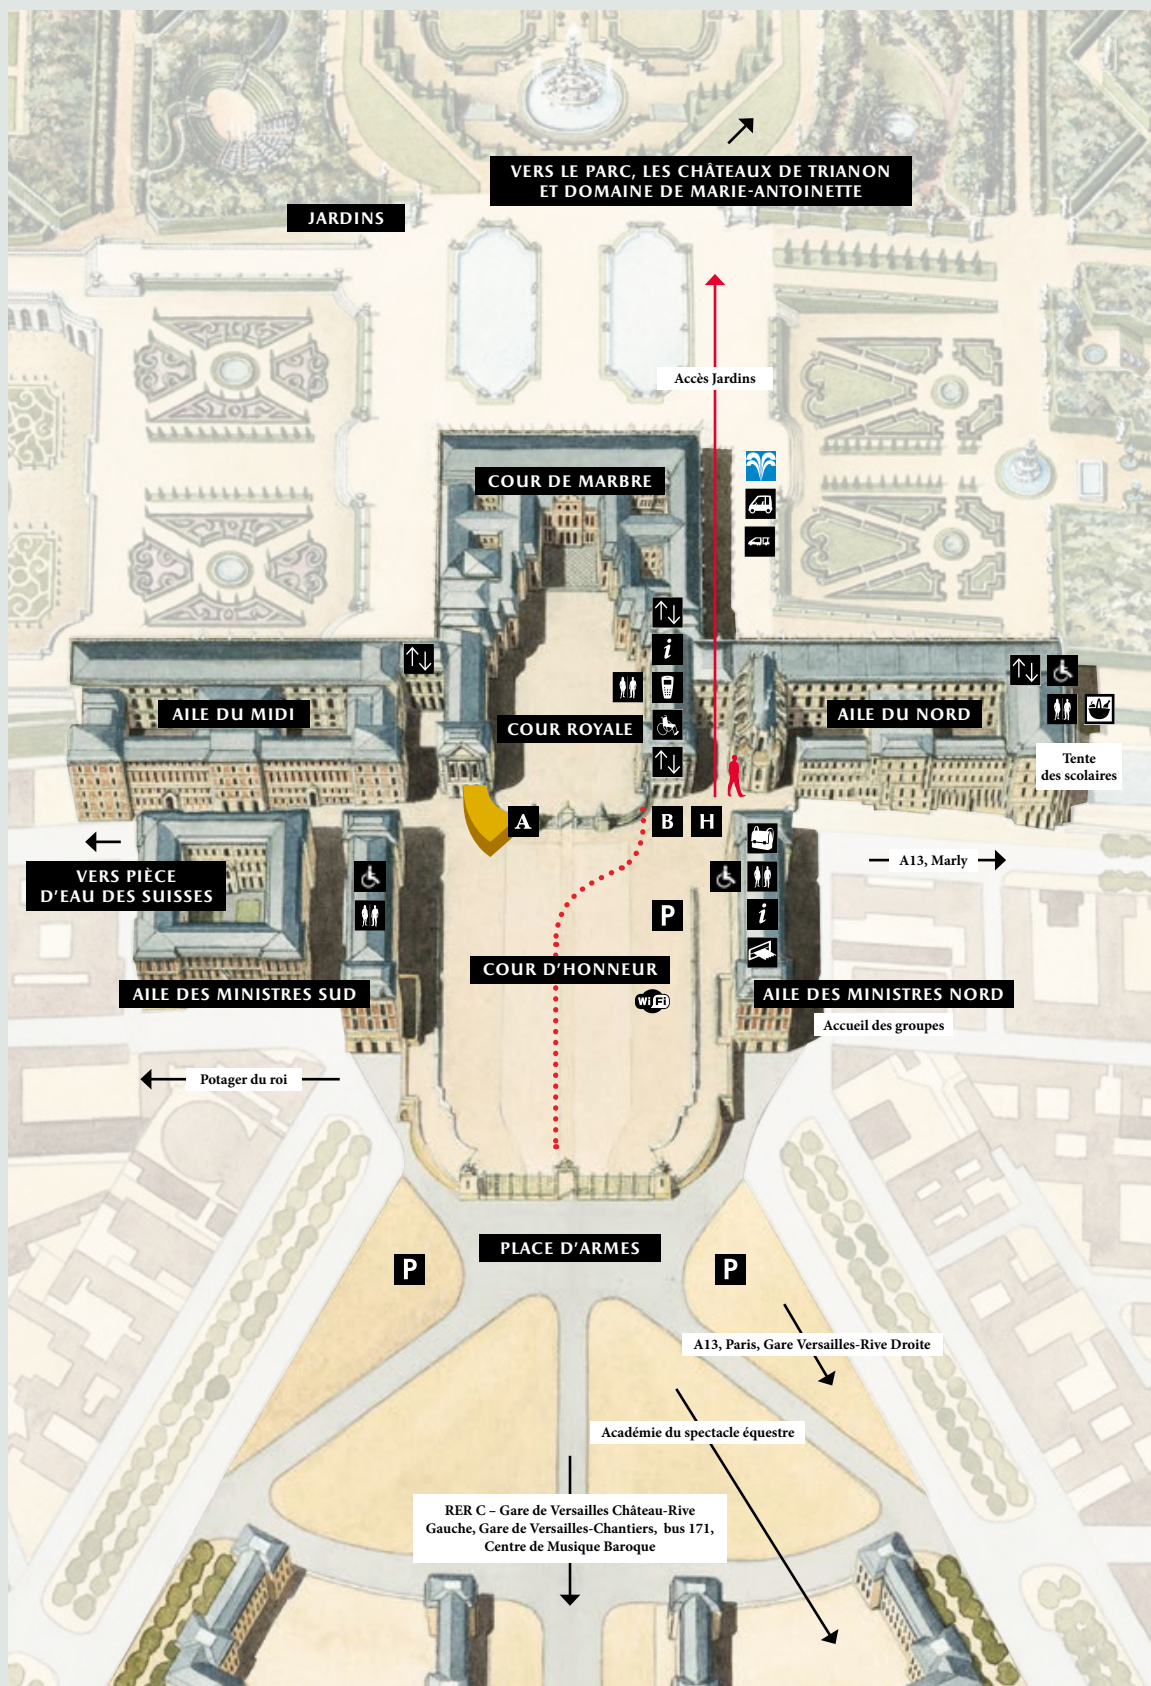 VERS LE PARC, LES CHÂTEAUX DE TRIANON
ET DOMAINE DE MARIE-ANTOINETTE
JARDINS
Accès Jardins
COUR DE MARBRE
i
AILE DU MIDI
COUR ROYALE
AILE DU NORD
Tente
des scolaires
A
B
H
A13, Marly
VERS PIÈCE
D'EAU DES SUISSES
P
i
COUR D'HONNEUR
AILE DES MINISTRES SUD
WiFi
AILE DES MINISTRES NORD
Accueil des groupes
Potager du roi
PLACE D'ARMES
P
P
A13, Paris, Gare Versailles-Rive Droite
Académie du spectacle équestre
RER C – Gare de Versailles Château-Rive
Gauche, Gare de Versailles-Chantiers, bus 171,
Centre de Musique Baroque